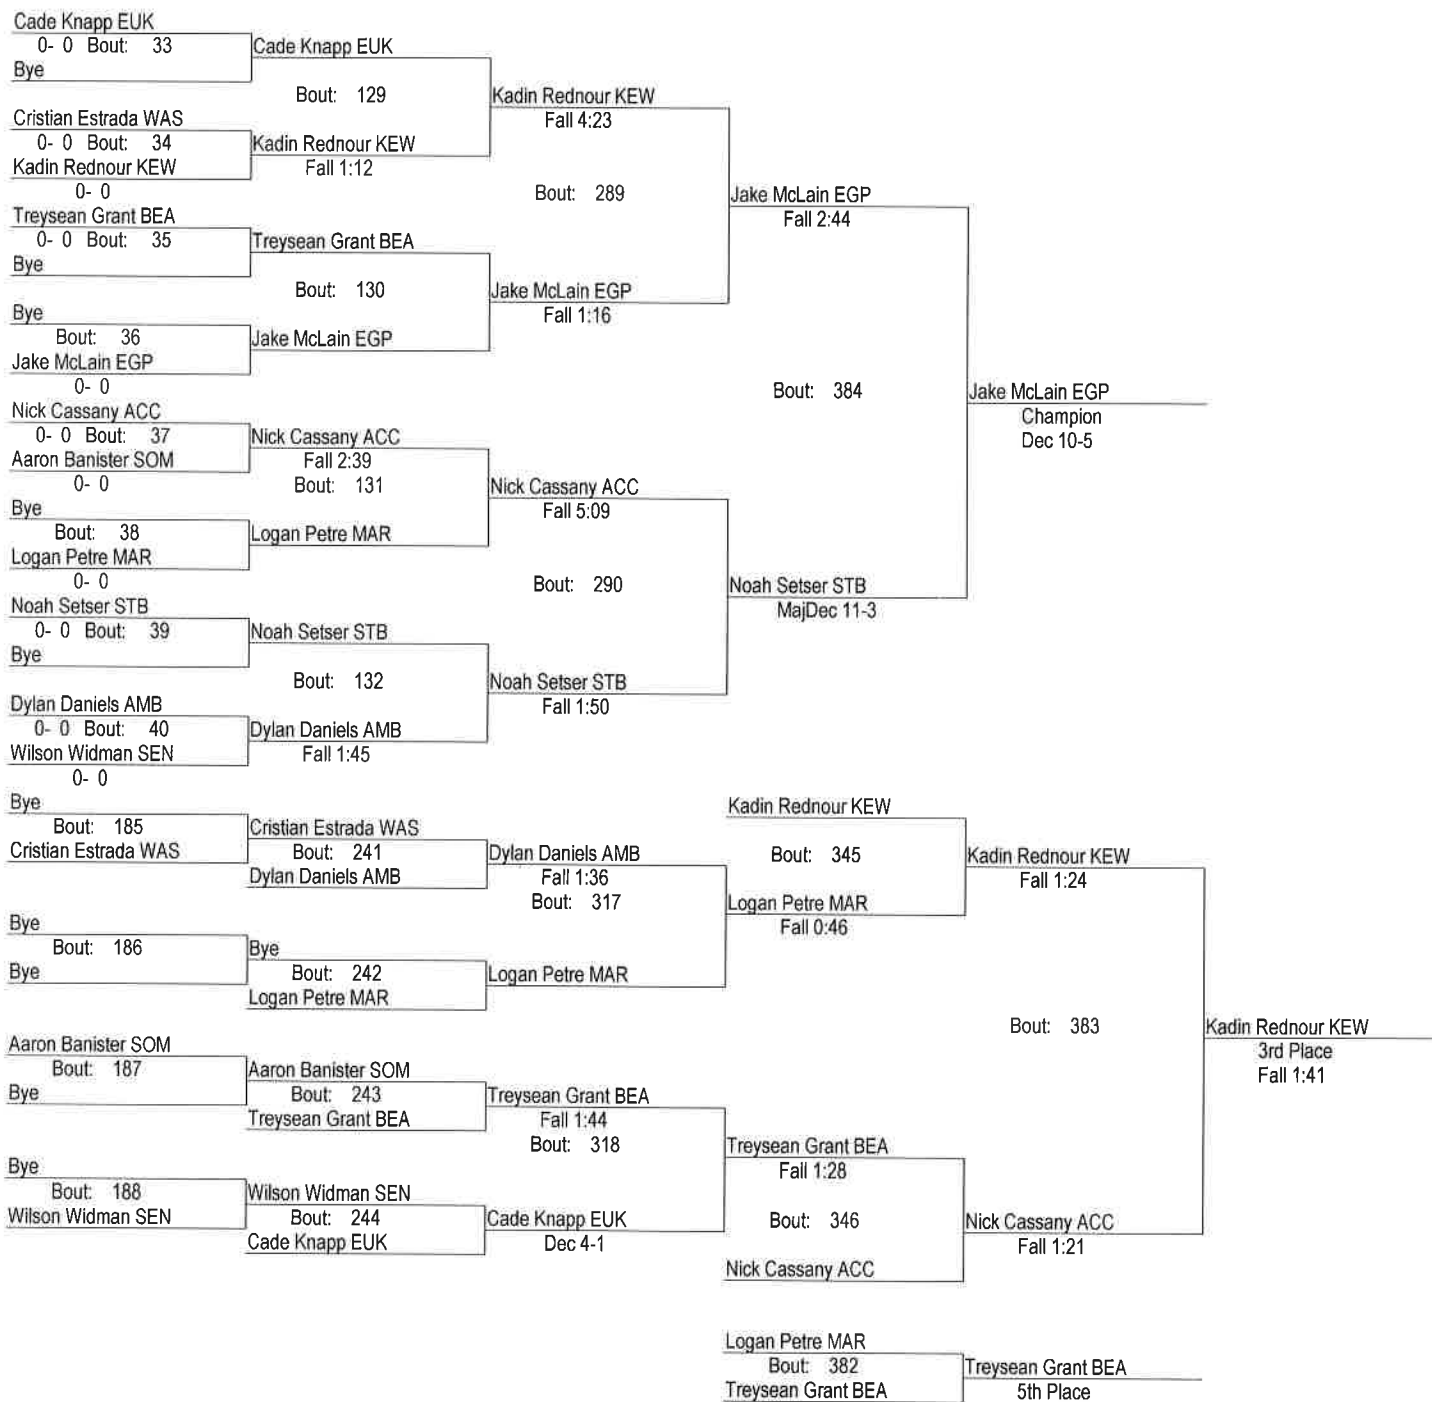 Cade Knapp EUK
0- 0 Bout: 33
Bye
Cade Knapp EUK
Bout: 129
Cristian Estrada WAS
0- 0 Bout: 34
Kadin Rednour KEW
0- 0
Kadin Rednour KEW
Fall 1:12
Kadin Rednour KEW
Fall 4:23
Bout: 289
Treysean Grant BEA
0- 0 Bout: 35
Bye
Treysean Grant BEA
Bout: 130
Bye
Bout: 36
Jake McLain EGP
0- 0
Jake McLain EGP
Jake McLain EGP
Fall 1:16
Jake McLain EGP
Fall 2:44
Bout: 384
Jake McLain EGP
Champion
Dec 10-5
Nick Cassany ACC
0- 0 Bout: 37
Aaron Banister SOM
0- 0
Nick Cassany ACC
Fall 2:39
Bout: 131
Bye
Bout: 38
Logan Petre MAR
0- 0
Logan Petre MAR
Nick Cassany ACC
Fall 5:09
Bout: 290
Noah Setser STB
0- 0 Bout: 39
Bye
Noah Setser STB
Bout: 132
Dylan Daniels AMB
0- 0 Bout: 40
Wilson Widman SEN
0- 0
Dylan Daniels AMB
Fall 1:45
Noah Setser STB
Fall 1:50
Noah Setser STB
MajDec 11-3
Bye
Bout: 185
Cristian Estrada WAS
Cristian Estrada WAS
Bout: 241
Dylan Daniels AMB
Dylan Daniels AMB
Fall 1:36
Bout: 317
Bye
Bout: 186
Bye
Bye
Bout: 242
Logan Petre MAR
Logan Petre MAR
Kadin Rednour KEW
Bout: 345
Logan Petre MAR
Fall 0:46
Kadin Rednour KEW
Fall 1:24
Bout: 383
Kadin Rednour KEW
3rd Place
Fall 1:41
Aaron Banister SOM
Bout: 187
Bye
Aaron Banister SOM
Bout: 243
Treysean Grant BEA
Treysean Grant BEA
Fall 1:44
Bout: 318
Bye
Bout: 188
Wilson Widman SEN
Wilson Widman SEN
Bout: 244
Cade Knapp EUK
Cade Knapp EUK
Dec 4-1
Treysean Grant BEA
Fall 1:28
Bout: 346
Nick Cassany ACC
Nick Cassany ACC
Fall 1:21
Logan Petre MAR
Bout: 382
Treysean Grant BEA
Treysean Grant BEA
5th Place